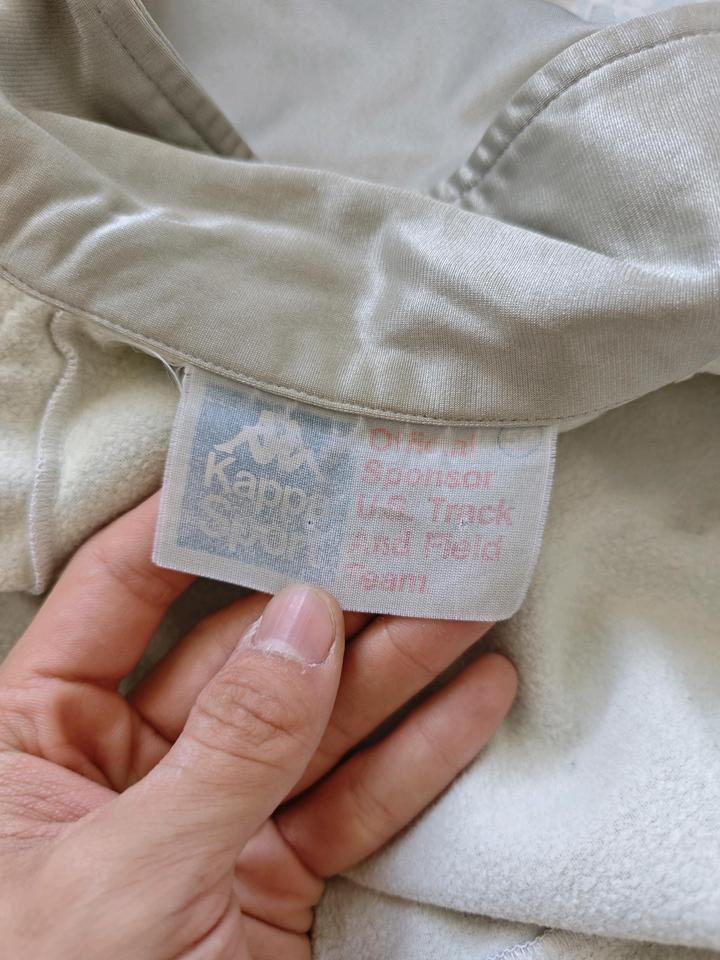 Kappa
Sport
Official
Sponsor
U.S. Track
And Field
Team